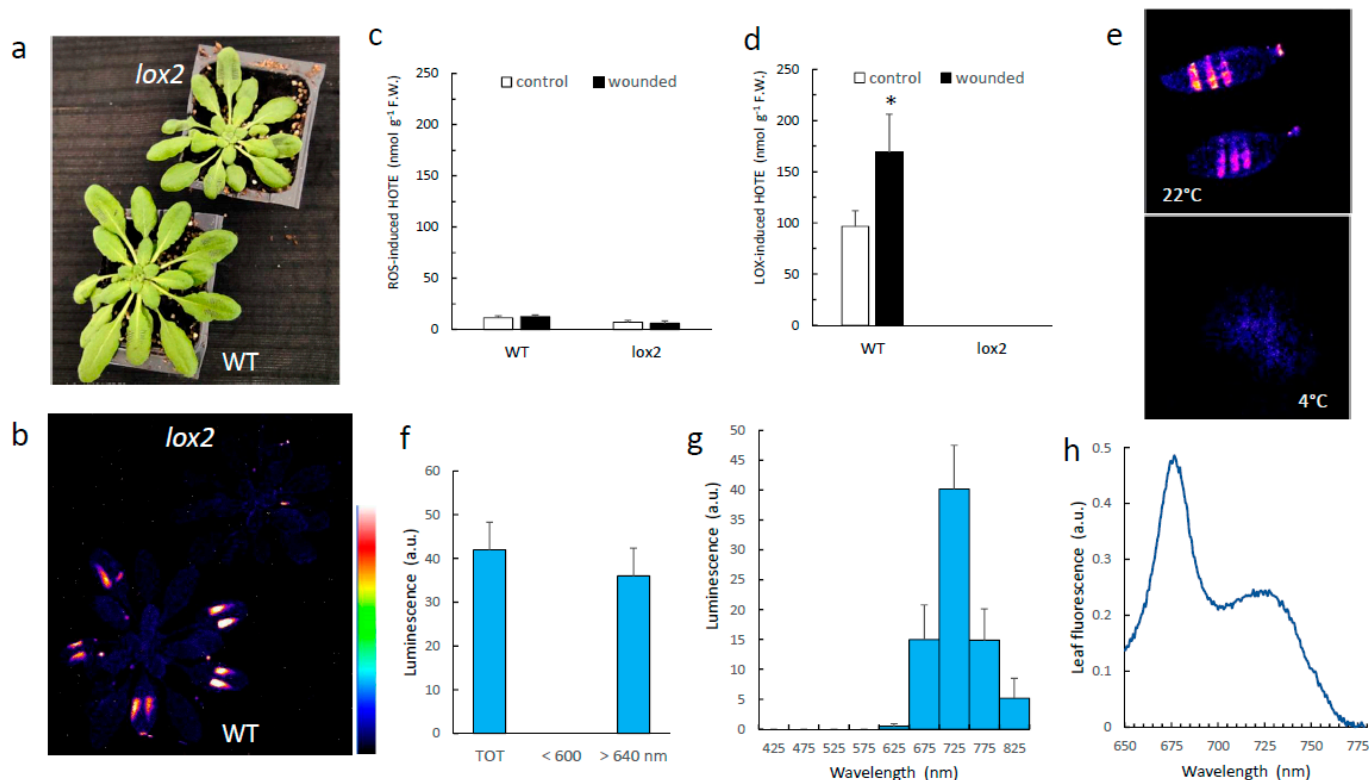 a
lox2
WT
b
lox2
WT
c
control
wounded
ROS-induced HOTE (nmol g⁻¹ F.W.)
250
200
150
100
50
0
WT
lox2
d
control
wounded
*
LOX-induced HOTE (nmol g⁻¹ F.W.)
250
200
150
100
50
0
WT
lox2
e
22°C
4°C
f
Luminescence (a.u.)
60
50
40
30
20
10
0
TOT
< 600
> 640 nm
g
Luminescence (a.u.)
50
45
40
35
30
25
20
15
10
5
0
425 475 525 575 625 675 725 775 825
Wavelength (nm)
h
Leaf fluorescence (a.u.)
0.5
0.4
0.3
0.2
0.1
0
650 675 700 725 750 775
Wavelength (nm)